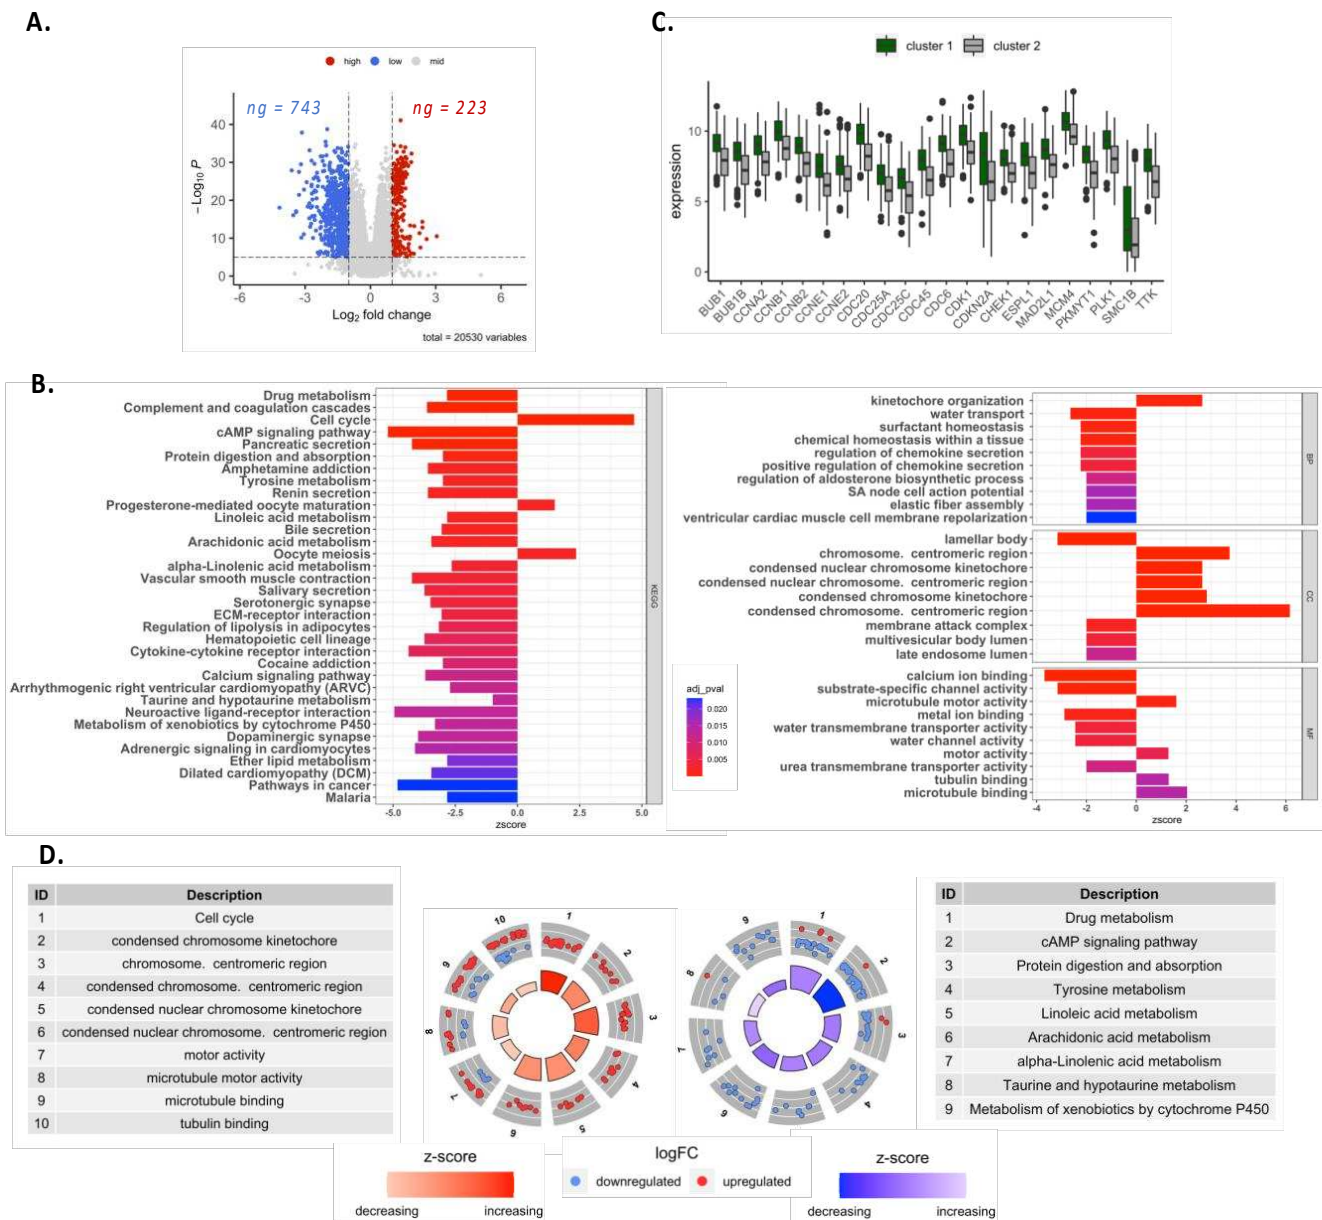 A.
high low mid
ng = 743
ng = 223
– Log10 P
40
30
20
10
0
-6 -3 0 3 6
Log2 fold change
total = 20530 variables
C.
cluster 1 cluster 2
expression
10
5
0
BUB1
BUB1B
CCNA2
CCNB1
CCNB2
CCNE1
CCNE2
CDC20
CDC25A
CDC25C
CDC45
CDC6
CDK1
CDKN2A
CHEK1
ESPL1
MAD2L1
MCM4
PKMYT1
PLK1
SMC1B
TTK
B.
Drug metabolism
Complement and coagulation cascades
Cell cycle
cAMP signaling pathway
Pancreatic secretion
Protein digestion and absorption
Amphetamine addiction
Tyrosine metabolism
Renin secretion
Progesterone-mediated oocyte maturation
Linoleic acid metabolism
Bile secretion
Arachidonic acid metabolism
Oocyte meiosis
alpha-Linolenic acid metabolism
Vascular smooth muscle contraction
Salivary secretion
Serotonergic synapse
ECM-receptor interaction
Regulation of lipolysis in adipocytes
Hematopoietic cell lineage
Cytokine-cytokine receptor interaction
Cocaine addiction
Calcium signaling pathway
Arrhythmogenic right ventricular cardiomyopathy (ARVC)
Taurine and hypotaurine metabolism
Neuroactive ligand-receptor interaction
Metabolism of xenobiotics by cytochrome P450
Dopaminergic synapse
Adrenergic signaling in cardiomyocytes
Ether lipid metabolism
Dilated cardiomyopathy (DCM)
Pathways in cancer
Malaria
KEGG
-5.0 -2.5 0.0 2.5 5.0
zscore
kinetochore organization
water transport
surfactant homeostasis
chemical homeostasis within a tissue
regulation of chemokine secretion
positive regulation of chemokine secretion
regulation of aldosterone biosynthetic process
SA node cell action potential
elastic fiber assembly
ventricular cardiac muscle cell membrane repolarization
BP
lamellar body
chromosome. centromeric region
condensed nuclear chromosome kinetochore
condensed nuclear chromosome. centromeric region
condensed chromosome kinetochore
condensed chromosome. centromeric region
membrane attack complex
multivesicular body lumen
late endosome lumen
CC
calcium ion binding
substrate-specific channel activity
microtubule motor activity
metal ion binding
water transmembrane transporter activity
water channel activity
motor activity
urea transmembrane transporter activity
tubulin binding
microtubule binding
MF
-4 -2 0 2 4 6
zscore
adj_pval
0.020
0.015
0.010
0.005
D.
ID Description
1 Cell cycle
2 condensed chromosome kinetochore
3 chromosome. centromeric region
4 condensed chromosome. centromeric region
5 condensed nuclear chromosome kinetochore
6 condensed nuclear chromosome. centromeric region
7 motor activity
8 microtubule motor activity
9 microtubule binding
10 tubulin binding
1
2
3
4
5
6
7
8
9
10
1
2
3
4
6
7
8
9
ID Description
1 Drug metabolism
2 cAMP signaling pathway
3 Protein digestion and absorption
4 Tyrosine metabolism
5 Linoleic acid metabolism
6 Arachidonic acid metabolism
7 alpha-Linolenic acid metabolism
8 Taurine and hypotaurine metabolism
9 Metabolism of xenobiotics by cytochrome P450
z-score
decreasing increasing
logFC
downregulated upregulated
z-score
decreasing increasing